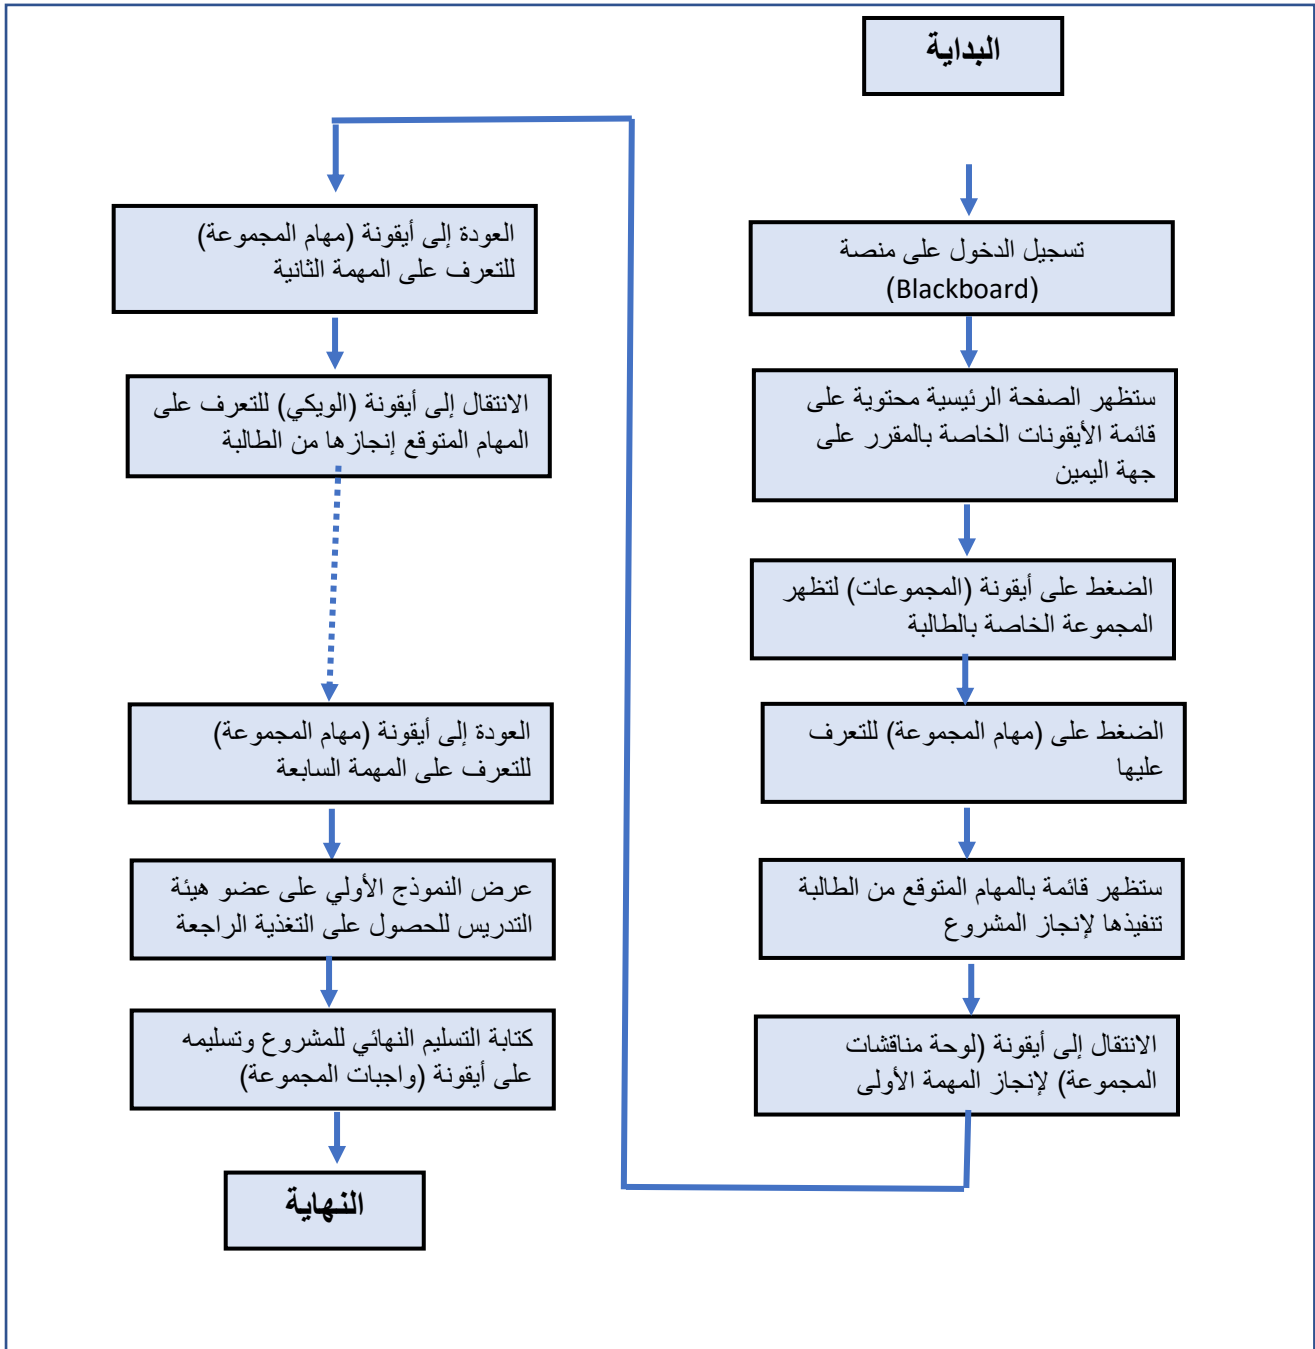 البداية
تسجيل الدخول على منصة
(Blackboard)
ستظهر الصفحة الرئيسية محتوية على
قائمة الأيقونات الخاصة بالمقرر على
جهة اليمين
الضغط على أيقونة (المجموعات) لتظهر
المجموعة الخاصة بالطالبة
الضغط على (مهام المجموعة) للتعرف
عليها
ستظهر قائمة بالمهام المتوقع من الطالبة
تنفيذها لإنجاز المشروع
الانتقال إلى أيقونة (لوحة مناقشات
المجموعة) لإنجاز المهمة الأولى
العودة إلى أيقونة (مهام المجموعة)
للتعرف على المهمة الثانية
الانتقال إلى أيقونة (الويكي) للتعرف على
المهام المتوقع إنجازها من الطالبة
العودة إلى أيقونة (مهام المجموعة)
للتعرف على المهمة السابعة
عرض النموذج الأولي على عضو هيئة
التدريس للحصول على التغذية الراجعة
كتابة التسليم النهائي للمشروع وتسليمه
على أيقونة (واجبات المجموعة)
النهاية